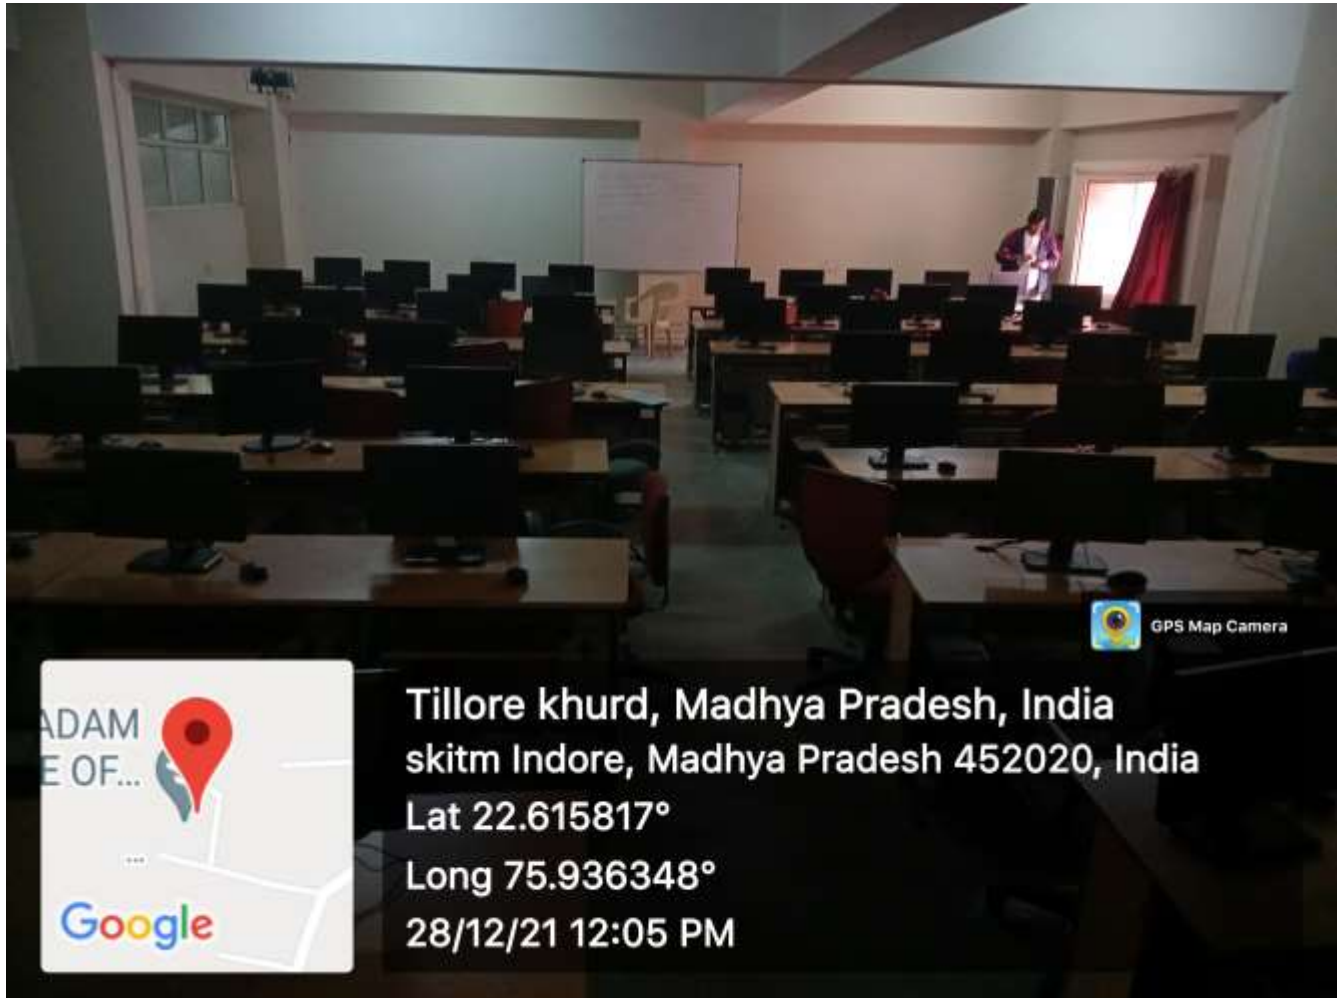 GPS Map Camera
ADAM
E OF...
Google
Tillore khurd, Madhya Pradesh, India
skitm Indore, Madhya Pradesh 452020, India
Lat 22.615817°
Long 75.936348°
28/12/21 12:05 PM